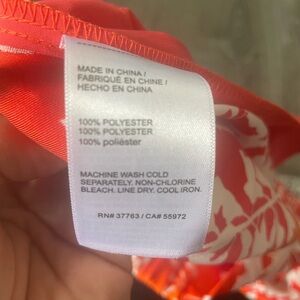 MADE IN CHINA /
FABRIQUÉ EN CHINE /
HECHO EN CHINA
100% POLYESTER
100% POLYESTER
100% poliéster
MACHINE WASH COLD
SEPARATELY. NON-CHLORINE
BLEACH. LINE DRY. COOL IRON.
RN# 37763 / CA# 55972